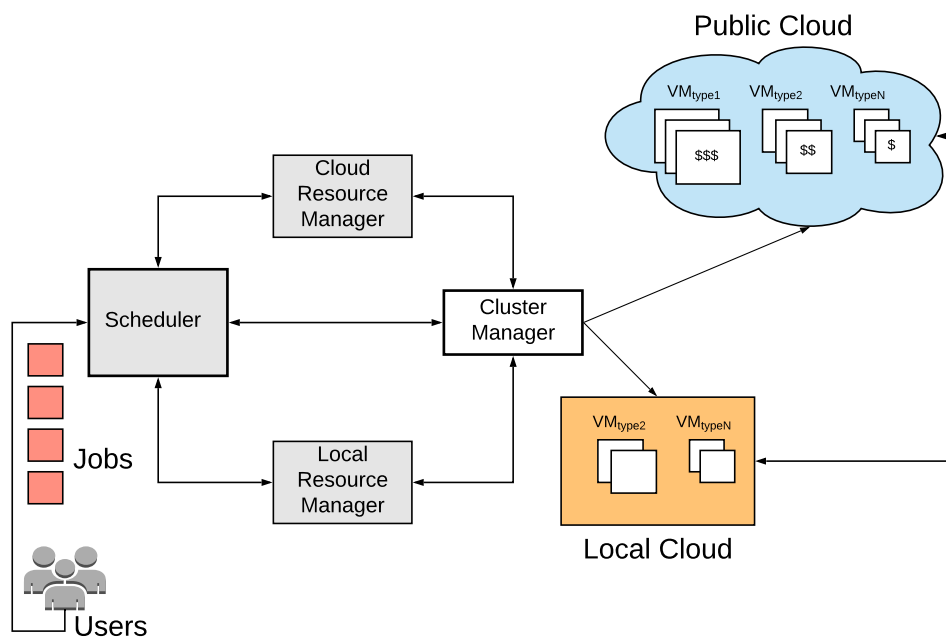 Public Cloud
VMtype1 VMtype2 VMtypeN
$$$ $$ $
Cloud
Resource
Manager
Scheduler
Cluster
Manager
Local
Resource
Manager
Jobs
Users
VMtype2 VMtypeN
Local Cloud